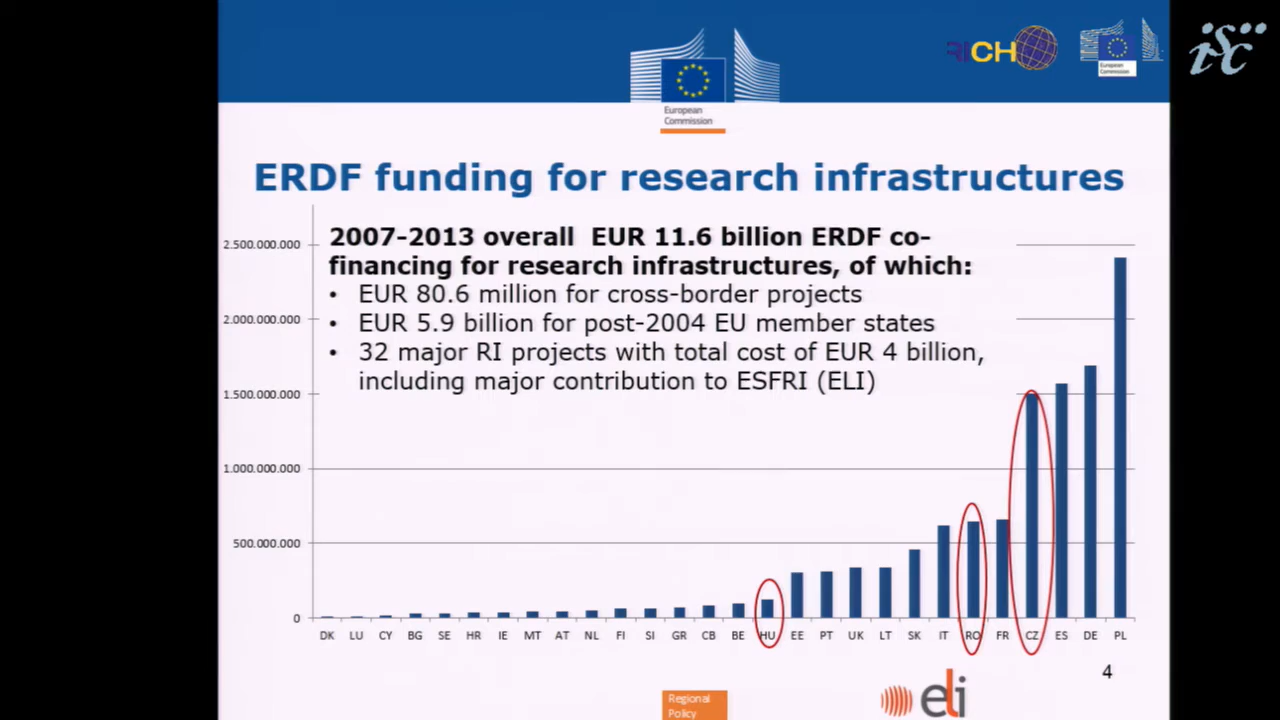 RICH
European
Commission
isc
European
Commission
ERDF funding for research infrastructures
2007-2013 overall EUR 11.6 billion ERDF co-
financing for research infrastructures, of which:
• EUR 80.6 million for cross-border projects
• EUR 5.9 billion for post-2004 EU member states
• 32 major RI projects with total cost of EUR 4 billion,
including major contribution to ESFRI (ELI)
2.500.000.000
2.000.000.000
1.500.000.000
1.000.000.000
500.000.000
0
DK LU CY BG SE HR IE MT AT NL FI SI GR CB BE HU EE PT UK LT SK IT RO FR CZ ES DE PL
4
Regional
Policy
eli